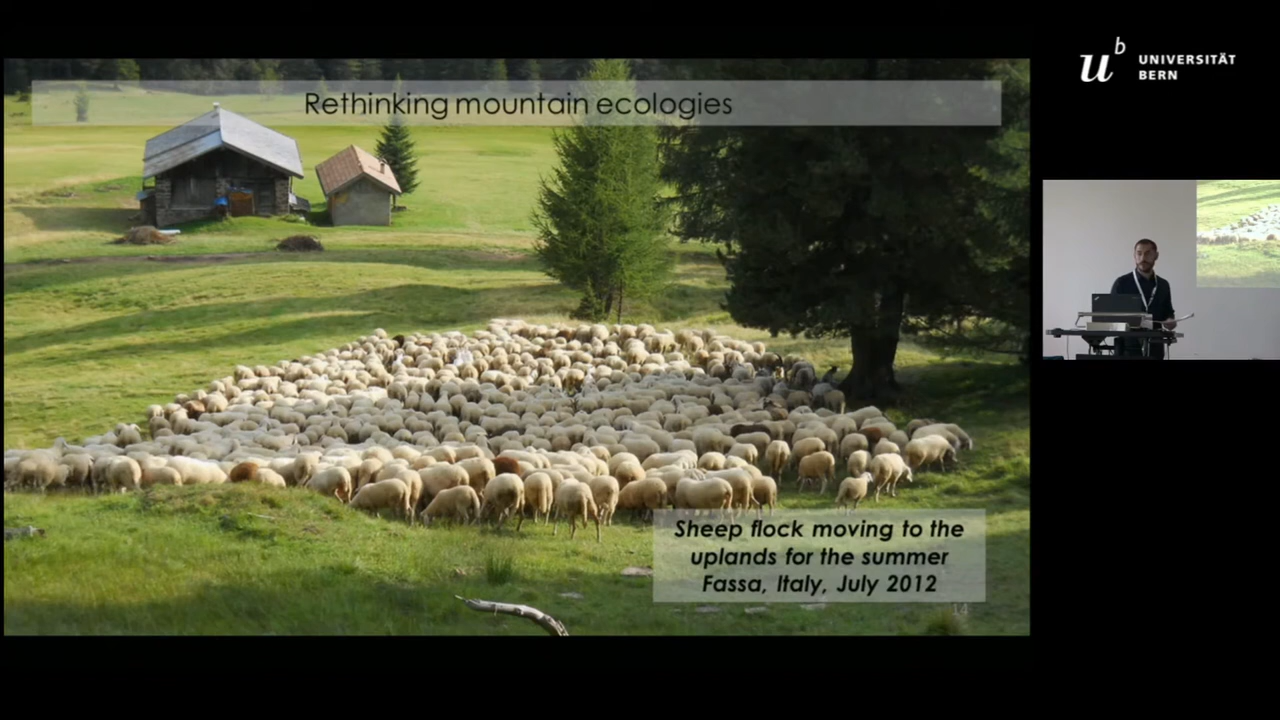 Rethinking mountain ecologies
Sheep flock moving to the
uplands for the summer
Fassa, Italy, July 2012
u b UNIVERSITÄT
BERN